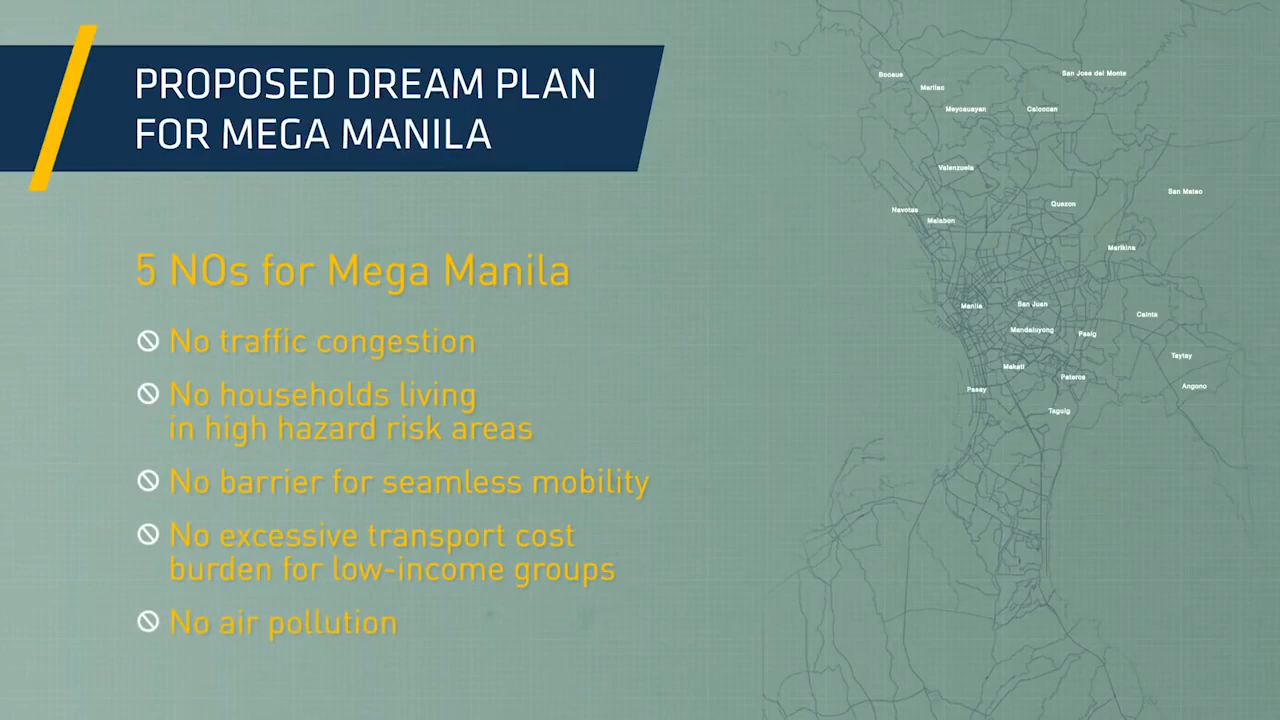 PROPOSED DREAM PLAN
FOR MEGA MANILA
5 NOs for Mega Manila
No traffic congestion
No households living
in high hazard risk areas
No barrier for seamless mobility
No excessive transport cost
burden for low-income groups
No air pollution
Bocaue
San Jose del Monte
Marilao
Meycauayan
Caloocan
Valenzuela
San Mateo
Quezon
Navotas
Malabon
Marikina
Manila
San Juan
Cainta
Mandaluyong
Pasig
Taytay
Makati
Pateros
Angono
Pasay
Taguig